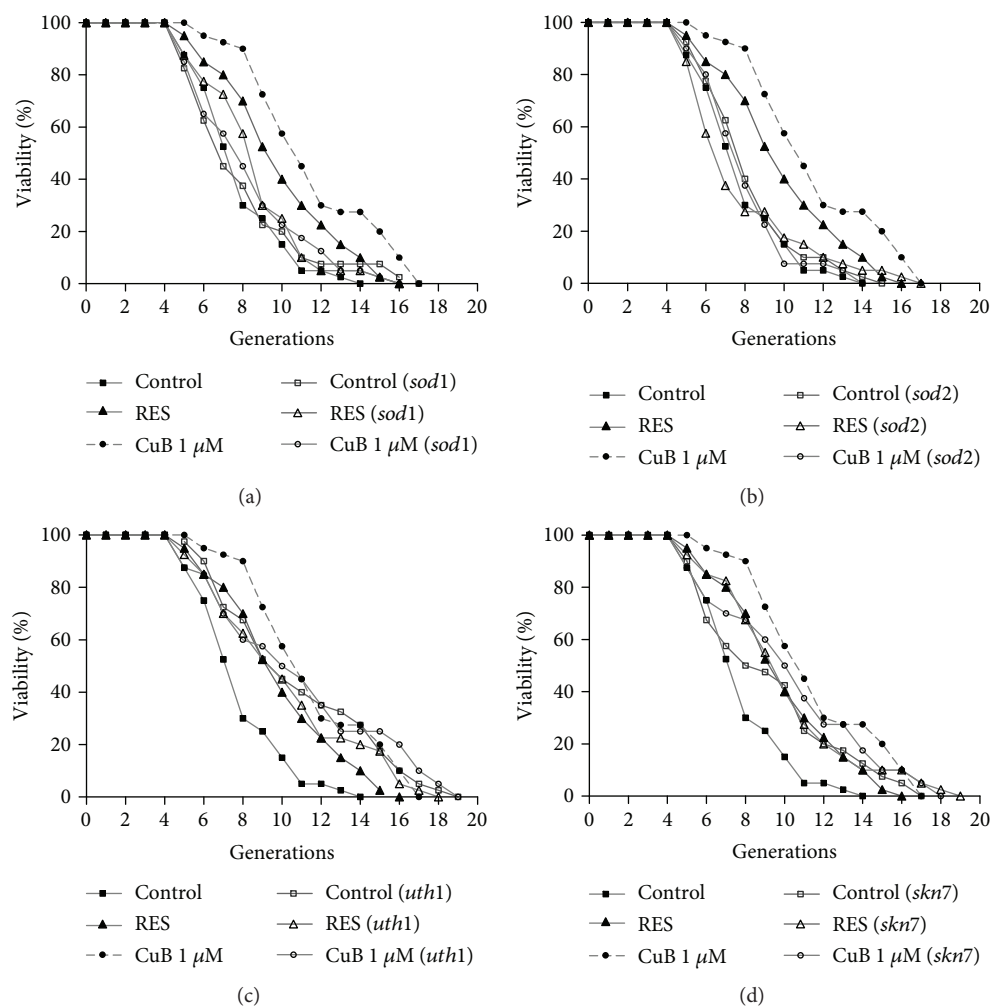 100
80
60
40
20
0
Viability (%)
0 2 4 6 8 10 12 14 16 18 20
Generations
Control Control (sod1)
RES RES (sod1)
CuB 1 μM CuB 1 μM (sod1)
(a)
100
80
60
40
20
0
Viability (%)
0 2 4 6 8 10 12 14 16 18 20
Generations
Control Control (sod2)
RES RES (sod2)
CuB 1 μM CuB 1 μM (sod2)
(b)
100
80
60
40
20
0
Viability (%)
0 2 4 6 8 10 12 14 16 18 20
Generations
Control Control (uth1)
RES RES (uth1)
CuB 1 μM CuB 1 μM (uth1)
(c)
100
80
60
40
20
0
Viability (%)
0 2 4 6 8 10 12 14 16 18 20
Generations
Control Control (skn7)
RES RES (skn7)
CuB 1 μM CuB 1 μM (skn7)
(d)